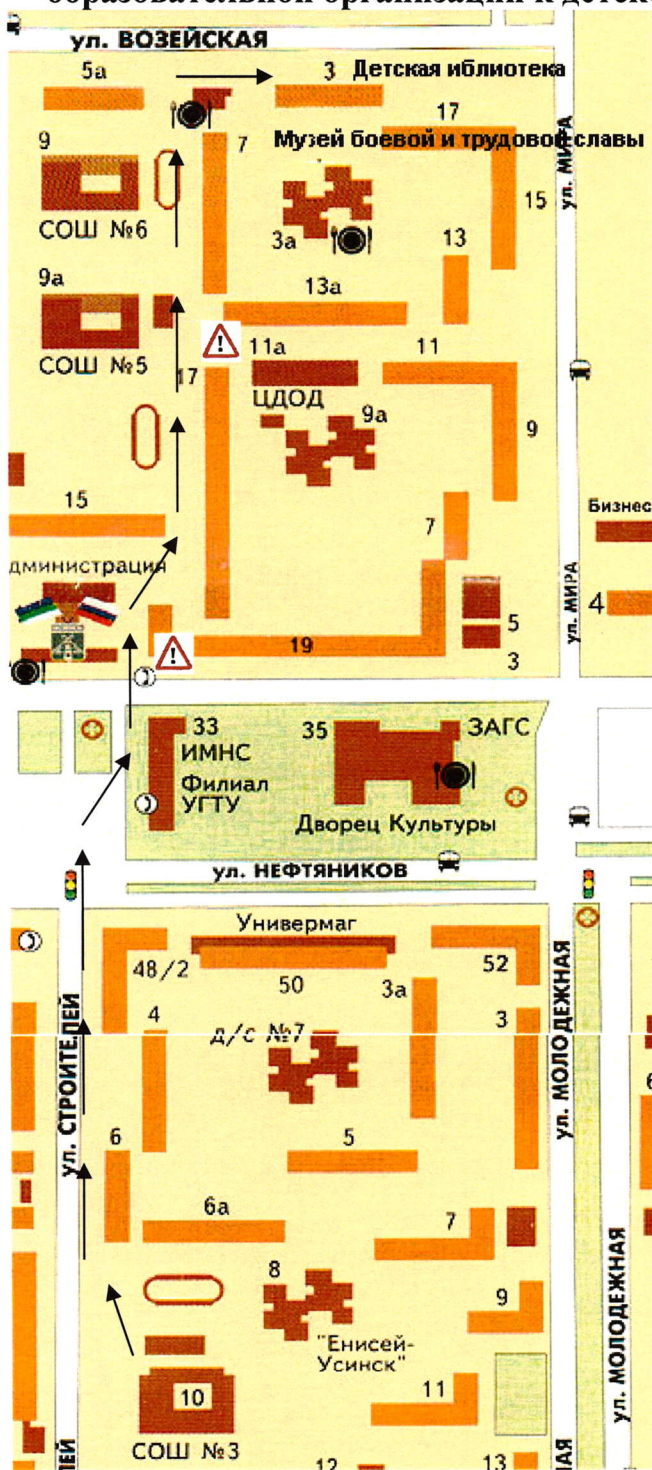 образовательной организации к детск
ул. ВОЗЕЙСКАЯ
5а
3
Детская иблиотека
17
9
7
Музей боевой и трудовой славы
ул. МИРА
СОШ №6
3а
15
13
9а
13а
СОШ №5
17
11а
11
ЦДОД
9а
9
15
7
Бизнес
дминистрация
5
ул. МИРА
4
19
3
33
35
ЗАГС
ИМНС
Филиал
УГТУ
Дворец Культуры
ул. НЕФТЯНИКОВ
Универмаг
48/2
50
52
3а
4
3
д/с №7
ул. СТРОИТЕЛЕЙ
ул. МОЛОДЕЖНАЯ
6
5
6
6а
7
8
9
"Енисей-
Усинск"
ул. МОЛОДЕЖНАЯ
10
11
СОШ №3
ЛЕЙ
12
13
АЯ